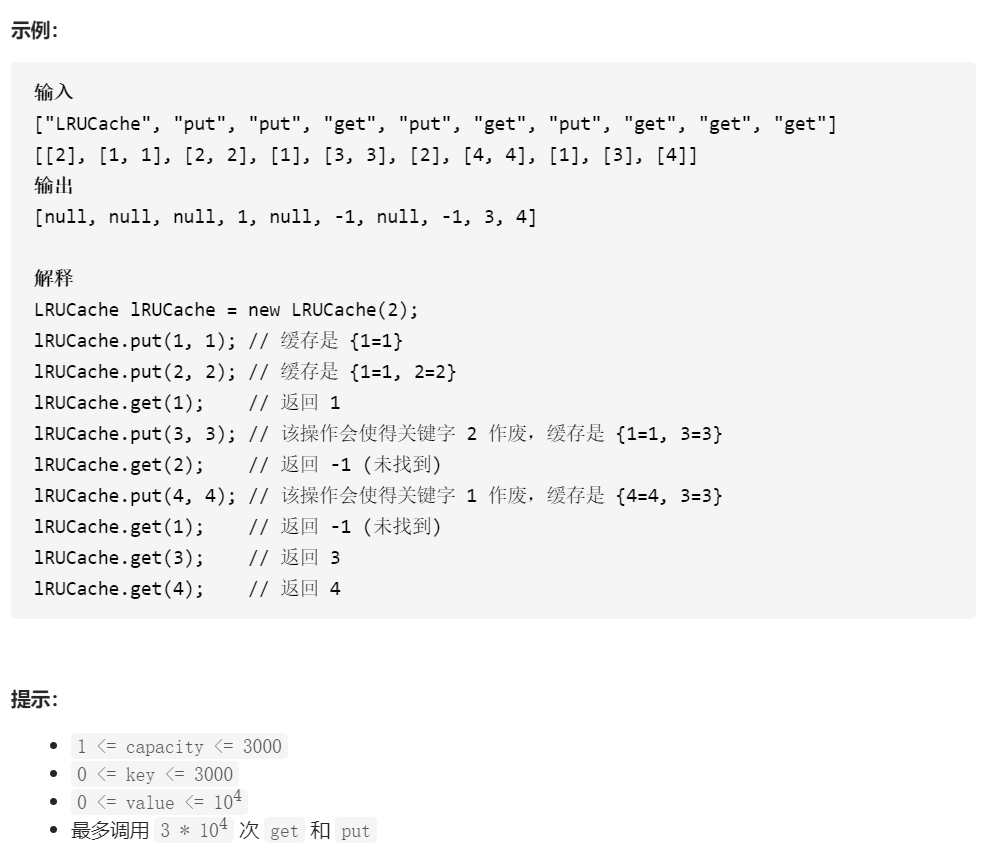 示例：
输入
["LRUCache", "put", "put", "get", "put", "get", "put", "get", "get", "get"]
[[2], [1, 1], [2, 2], [1], [3, 3], [2], [4, 4], [1], [3], [4]]
输出
[null, null, null, 1, null, -1, null, -1, 3, 4]
解释
LRUCache lRUCache = new LRUCache(2);
lRUCache.put(1, 1); // 缓存是 {1=1}
lRUCache.put(2, 2); // 缓存是 {1=1, 2=2}
lRUCache.get(1);    // 返回 1
lRUCache.put(3, 3); // 该操作会使得关键字 2 作废，缓存是 {1=1, 3=3}
lRUCache.get(2);    // 返回 -1 (未找到)
lRUCache.put(4, 4); // 该操作会使得关键字 1 作废，缓存是 {4=4, 3=3}
lRUCache.get(1);    // 返回 -1 (未找到)
lRUCache.get(3);    // 返回 3
lRUCache.get(4);    // 返回 4
提示：
• 1 <= capacity <= 3000
• 0 <= key <= 3000
• 0 <= value <= 10⁴
• 最多调用 3 * 10⁴ 次 get 和 put